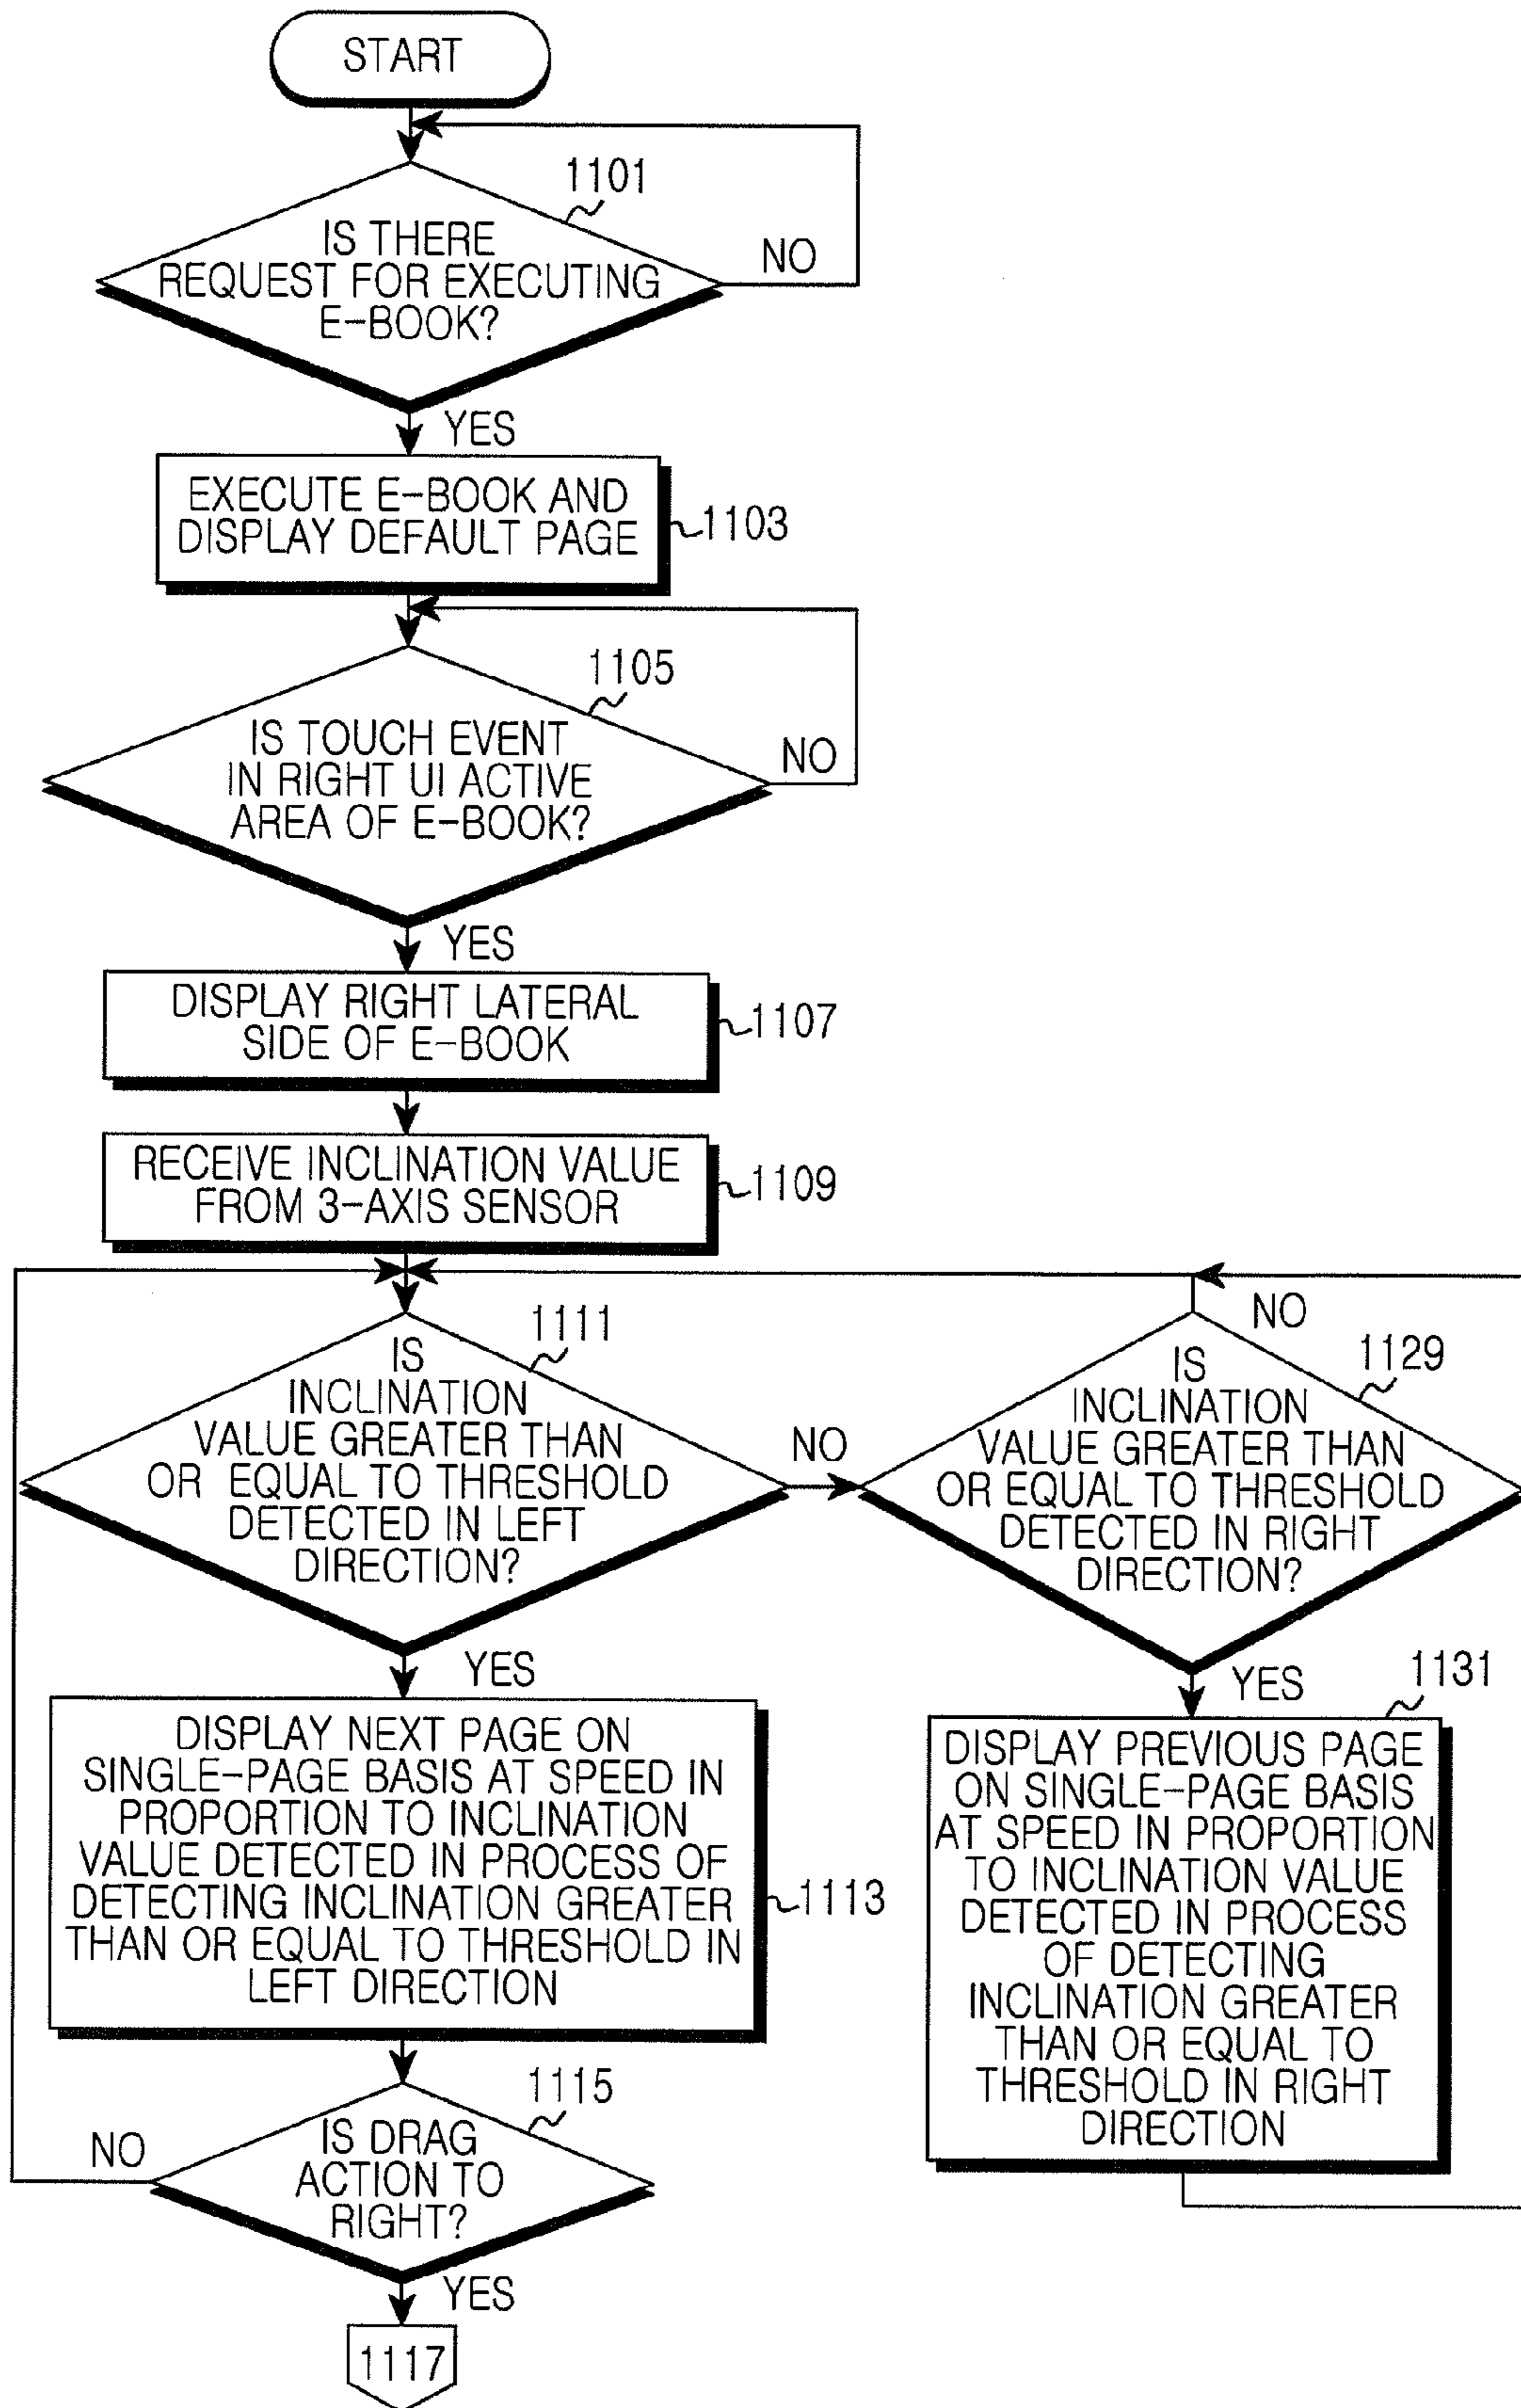 START
1101
IS THERE
REQUEST FOR EXECUTING
E-BOOK?
NO
YES
EXECUTE E-BOOK AND
DISPLAY DEFAULT PAGE
1103
1105
IS TOUCH EVENT
IN RIGHT UI ACTIVE
AREA OF E-BOOK?
NO
YES
DISPLAY RIGHT LATERAL
SIDE OF E-BOOK
1107
RECEIVE INCLINATION VALUE
FROM 3-AXIS SENSOR
1109
1111
IS
INCLINATION
VALUE GREATER THAN
OR EQUAL TO THRESHOLD
DETECTED IN LEFT
DIRECTION?
NO
NO
1129
IS
INCLINATION
VALUE GREATER THAN
OR EQUAL TO THRESHOLD
DETECTED IN RIGHT
DIRECTION?
YES
DISPLAY NEXT PAGE ON
SINGLE-PAGE BASIS AT SPEED IN
PROPORTION TO INCLINATION
VALUE DETECTED IN PROCESS OF
DETECTING INCLINATION GREATER
THAN OR EQUAL TO THRESHOLD IN
LEFT DIRECTION
1113
YES
1131
DISPLAY PREVIOUS PAGE
ON SINGLE-PAGE BASIS
AT SPEED IN PROPORTION
TO INCLINATION VALUE
DETECTED IN PROCESS
OF DETECTING
INCLINATION GREATER
THAN OR EQUAL TO
THRESHOLD IN RIGHT
DIRECTION
1115
IS DRAG
ACTION TO
RIGHT?
NO
YES
1117